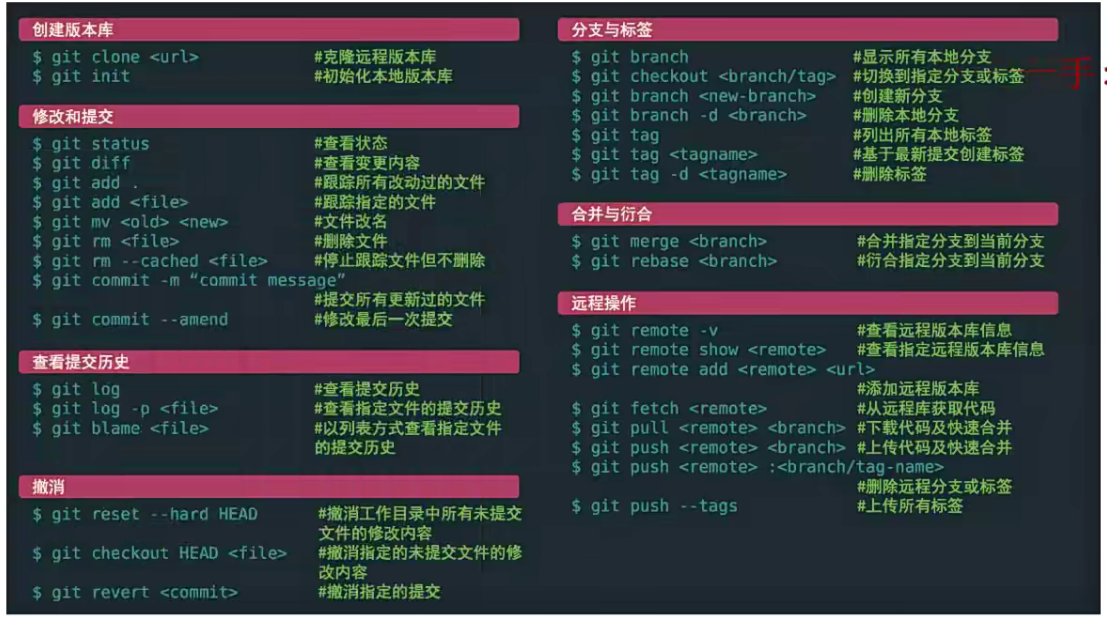 创建版本库
$ git clone <url> #克隆远程版本库
$ git init #初始化本地版本库
修改和提交
$ git status #查看状态
$ git diff #查看变更内容
$ git add . #跟踪所有改动过的文件
$ git add <file> #跟踪指定的文件
$ git mv <old> <new> #文件改名
$ git rm <file> #删除文件
$ git rm --cached <file> #停止跟踪文件但不删除
$ git commit -m “commit message”
#提交所有更新过的文件
$ git commit --amend #修改最后一次提交
查看提交历史
$ git log #查看提交历史
$ git log -p <file> #查看指定文件的提交历史
$ git blame <file> #以列表方式查看指定文件
的提交历史
撤消
$ git reset --hard HEAD #撤消工作目录中所有未提交
文件的修改内容
$ git checkout HEAD <file> #撤消指定的未提交文件的修
改内容
$ git revert <commit> #撤消指定的提交
分支与标签
$ git branch #显示所有本地分支
$ git checkout <branch/tag> #切换到指定分支或标签
$ git branch <new-branch> #创建新分支
$ git branch -d <branch> #删除本地分支
$ git tag #列出所有本地标签
$ git tag <tagname> #基于最新提交创建标签
$ git tag -d <tagname> #删除标签
合并与衍合
$ git merge <branch> #合并指定分支到当前分支
$ git rebase <branch> #衍合指定分支到当前分支
远程操作
$ git remote -v #查看远程版本库信息
$ git remote show <remote> #查看指定远程版本库信息
$ git remote add <remote> <url>
#添加远程版本库
$ git fetch <remote> #从远程库获取代码
$ git pull <remote> <branch> #下载代码及快速合并
$ git push <remote> <branch> #上传代码及快速合并
$ git push <remote> :<branch/tag-name>
#删除远程分支或标签
$ git push --tags #上传所有标签
一手: